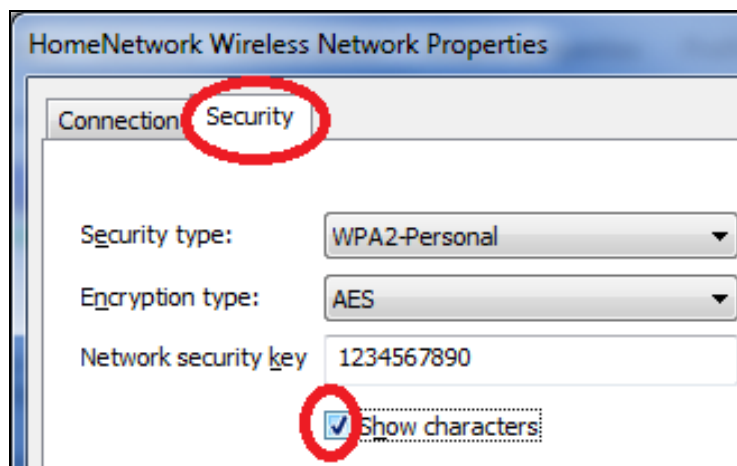 HomeNetwork Wireless Network Properties
Connection Security
Security type: WPA2-Personal
Encryption type: AES
Network security key 1234567890
Show characters